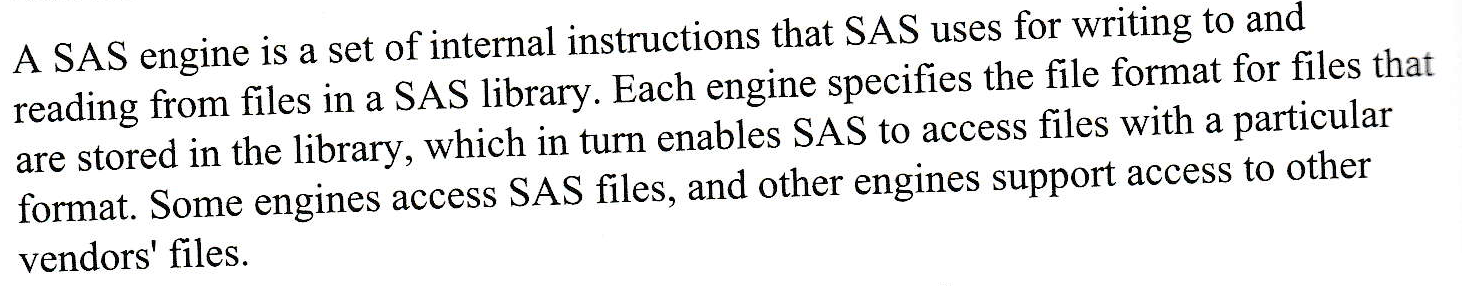 A SAS engine is a set of internal instructions that SAS uses for writing to and
reading from files in a SAS library. Each engine specifies the file format for files that
are stored in the library, which in turn enables SAS to access files with a particular
format. Some engines access SAS files, and other engines support access to other
vendors' files.